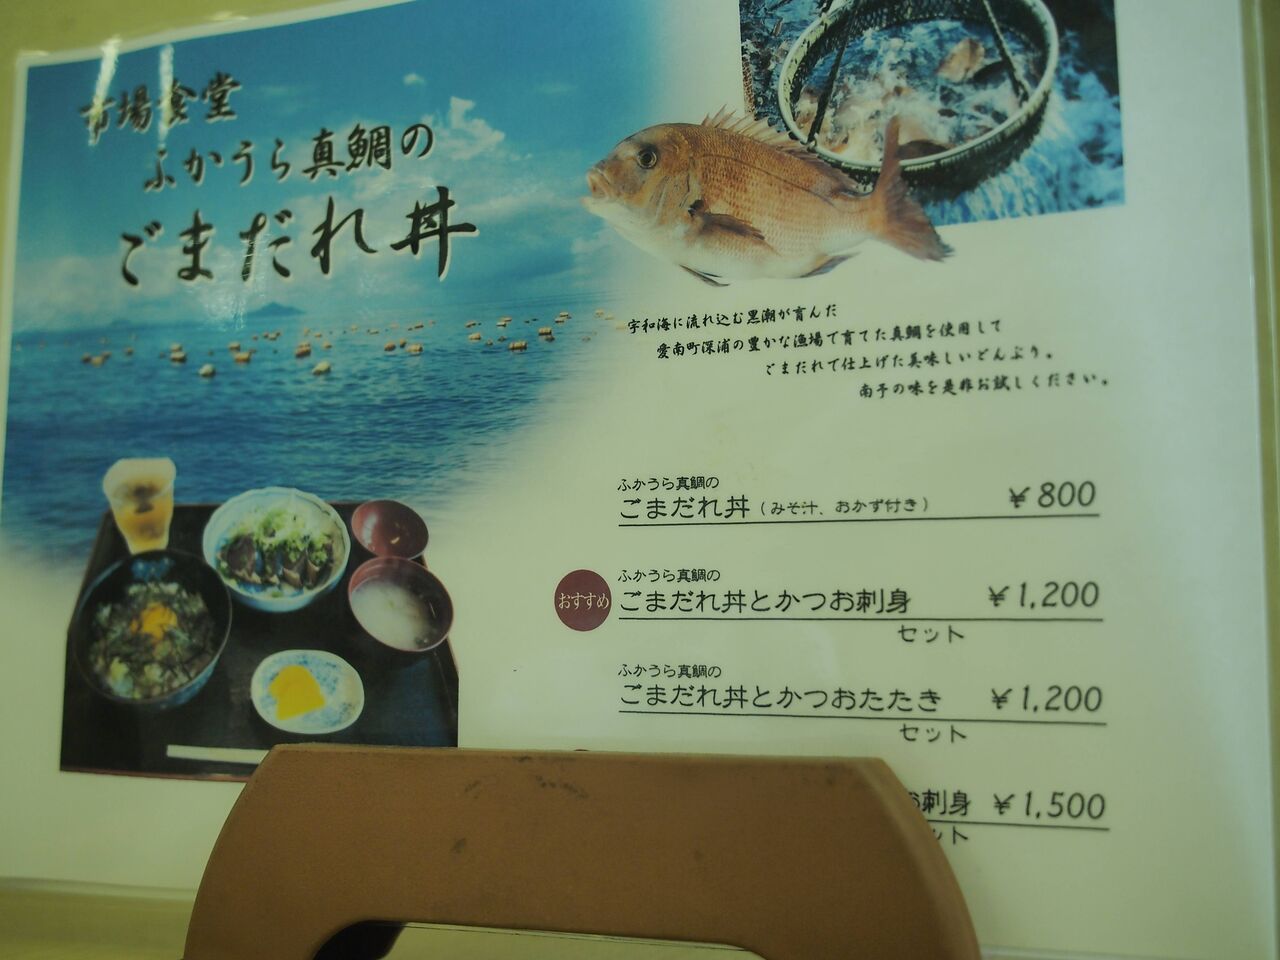 市場食堂
ふかうら真鯛の
ごまだれ丼
宇和海に流れ込む黒潮が育んだ
愛南町深浦の豊かな漁場で育てた真鯛を使用して
ごまだれで仕上げた美味しいどんぶり。
南予の味を是非お試しください。
ふかうら真鯛の
ごまだれ丼（みそ汁、おかず付き） ￥800
おすすめ
ふかうら真鯛の
ごまだれ丼とかつお刺身 ￥1,200
セット
ふかうら真鯛の
ごまだれ丼とかつおたたき ￥1,200
セット
お刺身 ￥1,500
ット